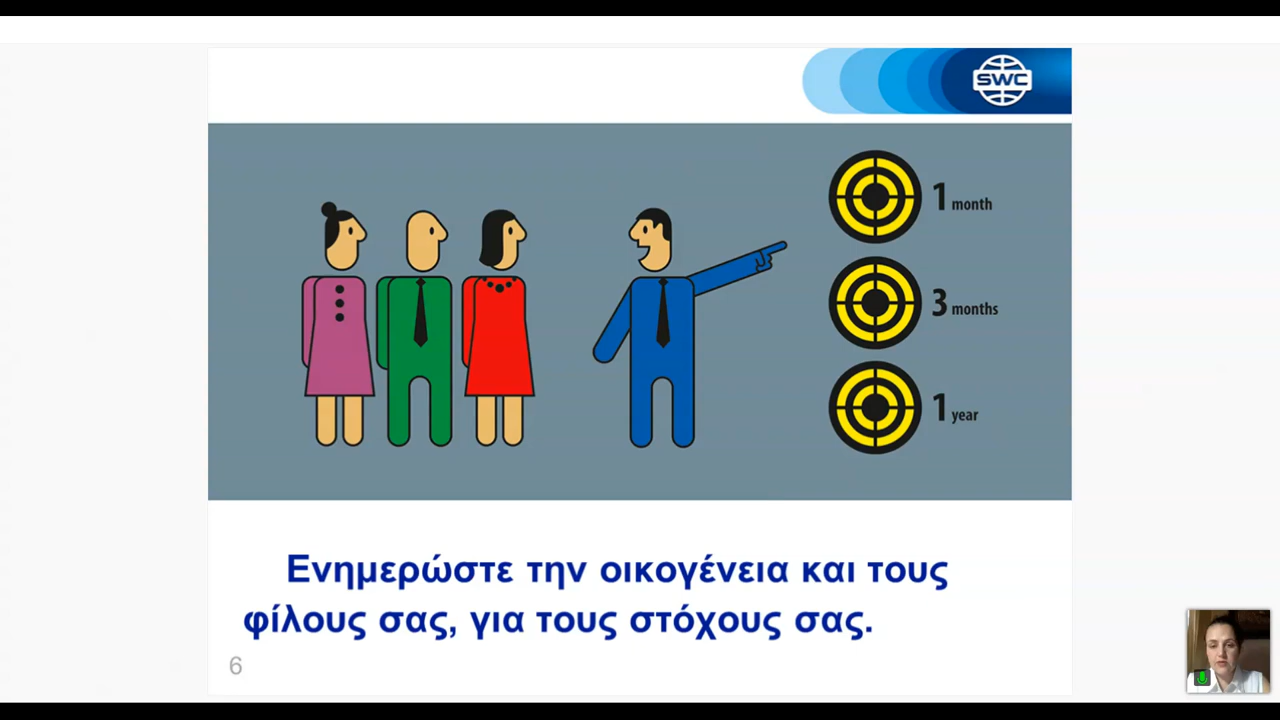 SWC
1 month
3 months
1 year
Ενημερώστε την οικογένεια και τους
φίλους σας, για τους στόχους σας.
6